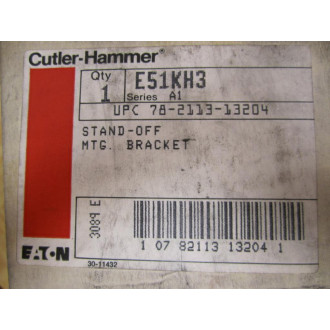 Cutler-Hammer
Qty
1
E51KH3
Series A1
UPC 78-2113-13204
STAND-OFF
MTG. BRACKET
3089 E
1 07 82113 13204 1
EATON
30-11432